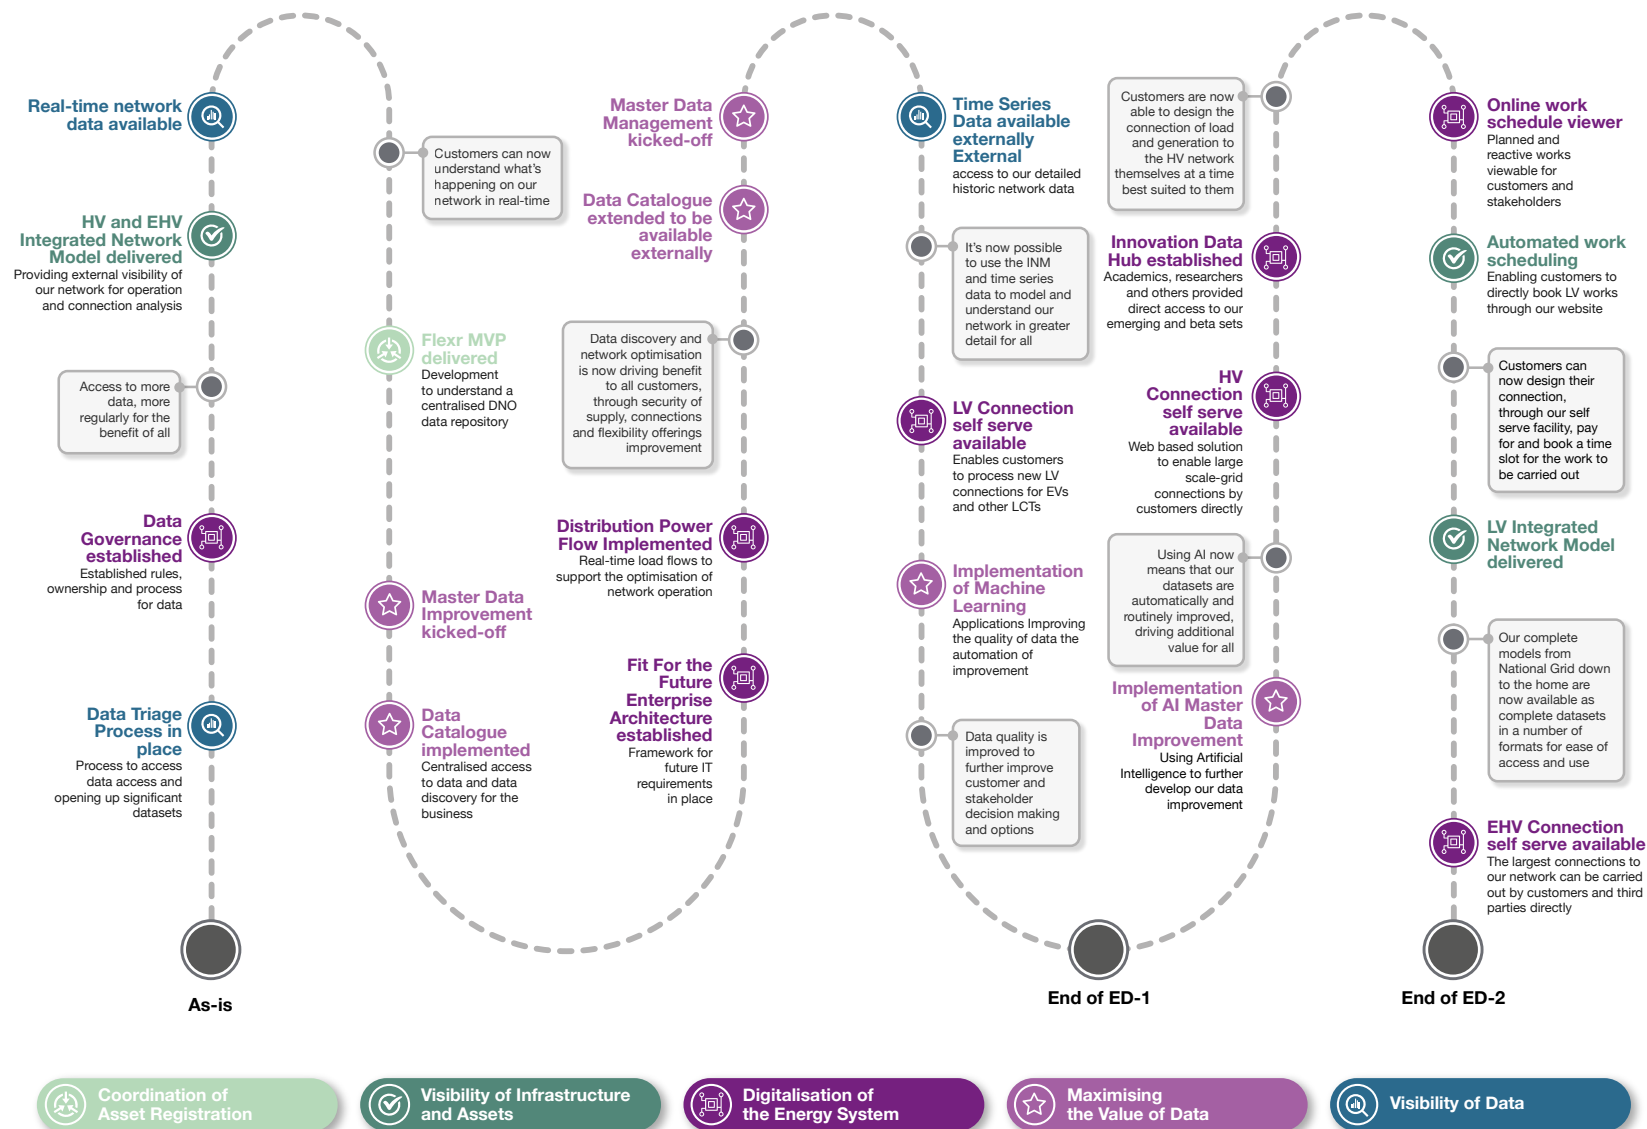 Real-time network
data available
HV and EHV
Integrated Network
Model delivered
Providing external visibility of
our network for operation
and connection analysis
Access to more
data, more
regularly for the
benefit of all
Data
Governance
established
Established rules,
ownership and process
for data
Data Triage
Process in
place
Process to access
data access and
opening up significant
datasets
As-is
Customers can now
understand what's
happening on our
network in real-time
Flexr MVP
delivered
Development
to understand a
centralised DNO
data repository
Master Data
Improvement
kicked-off
Data
Catalogue
implemented
Centralised access
to data and data
discovery for the
business
Master Data
Management
kicked-off
Data Catalogue
extended to be
available
externally
Data discovery and
network optimisation
is now driving benefit
to all customers,
through security of
supply, connections
and flexibility offerings
improvement
Distribution Power
Flow Implemented
Real-time load flows to
support the optimisation of
network operation
Fit For the
Future
Enterprise
Architecture
established
Framework for
future IT
requirements
in place
Time Series
Data available
externally
External
access to our detailed
historic network data
It's now possible
to use the INM
and time series
data to model and
understand our
network in greater
detail for all
LV Connection
self serve
available
Enables customers
to process new LV
connections for EVs
and other LCTs
Implementation
of Machine
Learning
Applications Improving
the quality of data the
automation of
improvement
Data quality is
improved to
further improve
customer and
stakeholder
decision making
and options
End of ED-1
Customers are now
able to design the
connection of load
and generation to
the HV network
themselves at a time
best suited to them
Innovation Data
Hub established
Academics, researchers
and others provided
direct access to our
emerging and beta sets
HV
Connection
self serve
available
Web based solution
to enable large
scale-grid
connections by
customers directly
Using AI now
means that our
datasets are
automatically and
routinely improved,
driving additional
value for all
Implementation
of AI Master
Data
Improvement
Using Artificial
Intelligence to further
develop our data
improvement
Online work
schedule viewer
Planned and
reactive works
viewable for
customers and
stakeholders
Automated work
scheduling
Enabling customers to
directly book LV works
through our website
Customers can
now design their
connection,
through our self
serve facility, pay
for and book a time
slot for the work to
be carried out
LV Integrated
Network Model
delivered
Our complete
models from
National Grid down
to the home are
now available as
complete datasets
in a number of
formats for ease of
access and use
EHV Connection
self serve available
The largest connections to
our network can be carried
out by customers and third
parties directly
End of ED-2
Coordination of
Asset Registration
Visibility of Infrastructure
and Assets
Digitalisation of
the Energy System
Maximising
the Value of Data
Visibility of Data